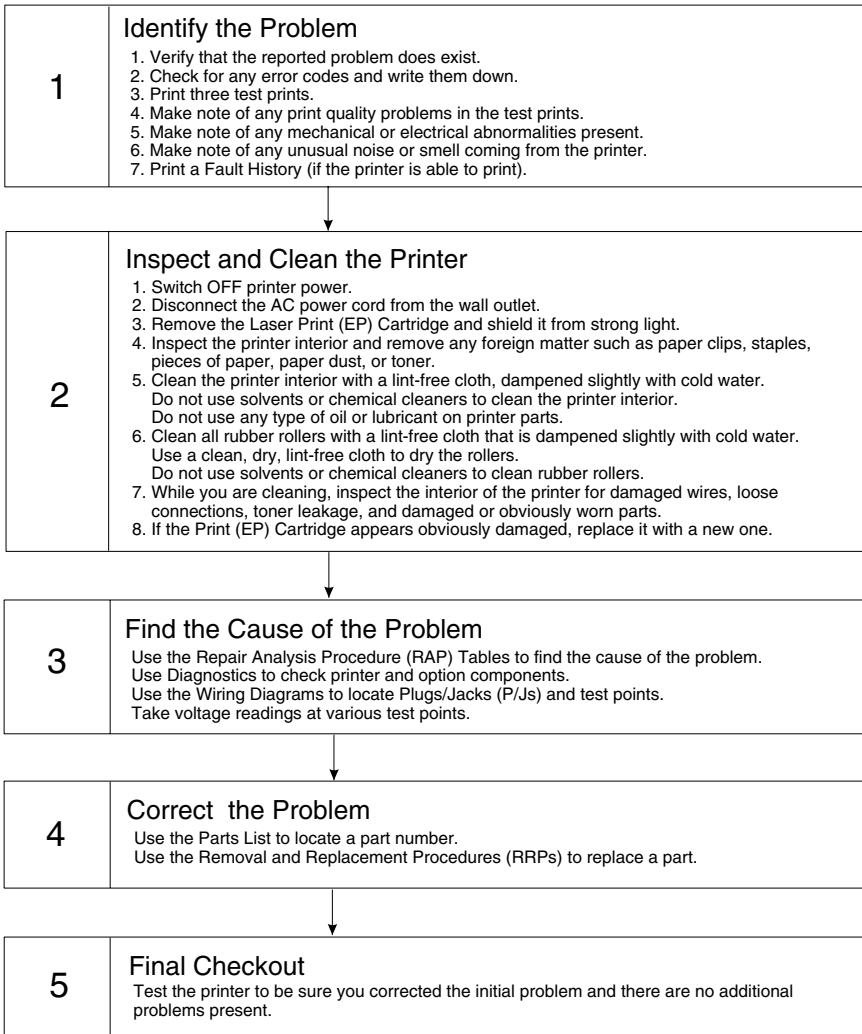 1
Identify the Problem
1. Verify that the reported problem does exist.
2. Check for any error codes and write them down.
3. Print three test prints.
4. Make note of any print quality problems in the test prints.
5. Make note of any mechanical or electrical abnormalities present.
6. Make note of any unusual noise or smell coming from the printer.
7. Print a Fault History (if the printer is able to print).
2
Inspect and Clean the Printer
1. Switch OFF printer power.
2. Disconnect the AC power cord from the wall outlet.
3. Remove the Laser Print (EP) Cartridge and shield it from strong light.
4. Inspect the printer interior and remove any foreign matter such as paper clips, staples,
pieces of paper, paper dust, or toner.
5. Clean the printer interior with a lint-free cloth, dampened slightly with cold water.
Do not use solvents or chemical cleaners to clean the printer interior.
Do not use any type of oil or lubricant on printer parts.
6. Clean all rubber rollers with a lint-free cloth that is dampened slightly with cold water.
Use a clean, dry, lint-free cloth to dry the rollers.
Do not use solvents or chemical cleaners to clean rubber rollers.
7. While you are cleaning, inspect the interior of the printer for damaged wires, loose
connections, toner leakage, and damaged or obviously worn parts.
8. If the Print (EP) Cartridge appears obviously damaged, replace it with a new one.
3
Find the Cause of the Problem
Use the Repair Analysis Procedure (RAP) Tables to find the cause of the problem.
Use Diagnostics to check printer and option components.
Use the Wiring Diagrams to locate Plugs/Jacks (P/Js) and test points.
Take voltage readings at various test points.
4
Correct the Problem
Use the Parts List to locate a part number.
Use the Removal and Replacement Procedures (RRPs) to replace a part.
5
Final Checkout
Test the printer to be sure you corrected the initial problem and there are no additional
problems present.